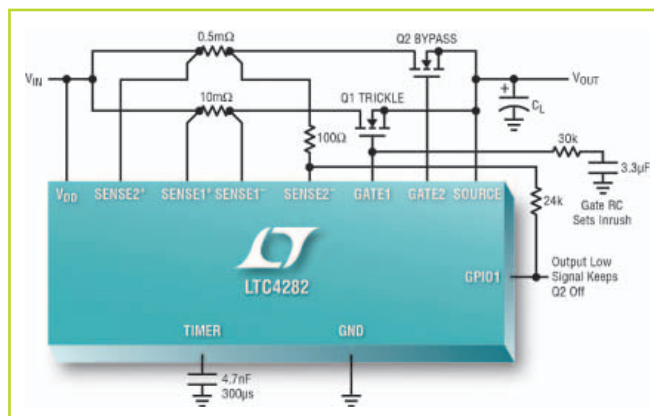 0.5mΩ
Q2 BYPASS
VIN
VOUT
10mΩ
Q1 TRICKLE
+
CL
100Ω
30k
3.3µF
24k
Gate RC
Sets Inrush
VDD
SENSE2+
SENSE1+
SENSE1−
SENSE2−
GATE1
GATE2
SOURCE
LTC4282
GPIO1
Output Low
Signal Keeps
Q2 Off
TIMER
GND
4.7nF
300µs